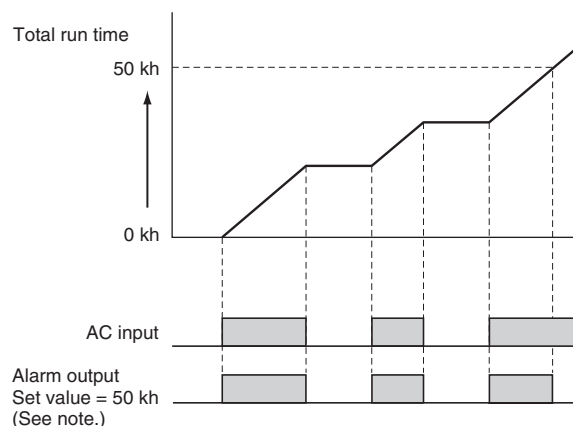 Total run time
50 kh
0 kh
AC input
Alarm output
Set value = 50 kh
(See note.)